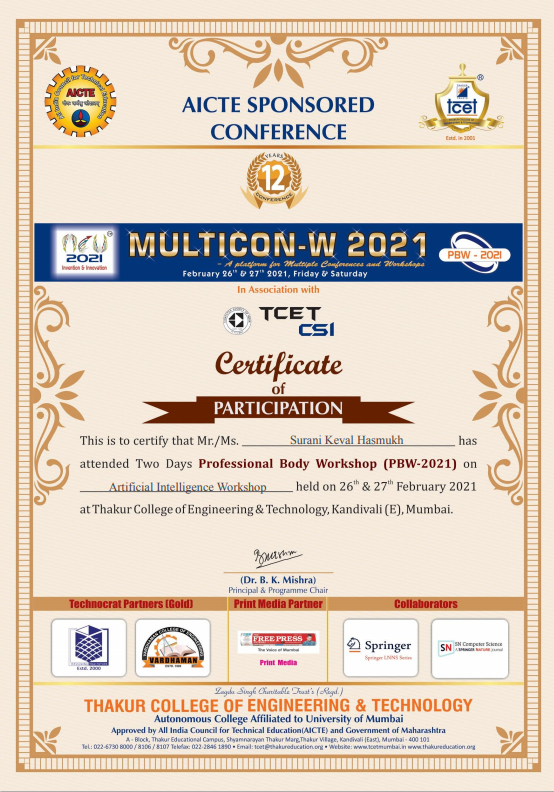 All India Council for Technical Education
AICTE
AICTE SPONSORED
CONFERENCE
®
tcet
Estd. in 2001
YEARS
12
CONFERENCE
2021
Invention & Innovation
MULTICON-W 2021
- A platform for Multiple Conferences and Workshops
February 26th & 27th 2021, Friday & Saturday
PBW - 2021
In Association with
TCET
CSI
Certificate
of
PARTICIPATION
This is to certify that Mr./Ms. Surani Keval Hasmukh has
attended Two Days Professional Body Workshop (PBW-2021) on
Artificial Intelligence Workshop held on 26th & 27th February 2021
at Thakur College of Engineering & Technology, Kandivali (E), Mumbai.
(Dr. B. K. Mishra)
Principal & Programme Chair
Technocrat Partners (Gold)
Print Media Partner
Collaborators
Estd. 2000
VARDHAMAN
FREE PRESS
The Voice of Mumbai
Print Media
Springer
Springer LNNS Series
SN
SN Computer Science
A SPRINGER NATURE journal
Zagdu Singh Charitable Trust's (Regd.)
THAKUR COLLEGE OF ENGINEERING & TECHNOLOGY
Autonomous College Affiliated to University of Mumbai
Approved by All India Council for Technical Education(AICTE) and Government of Maharashtra
A - Block, Thakur Educational Campus, Shyamnarayan Thakur Marg,Thakur Village, Kandivali (East), Mumbai - 400 101
Tel.: 022-6730 8000 / 8106 / 8107 Telefax: 022-2846 1890 • Email: tcet@thakureducation.org • Website: www.tcetmumbai.in www.thakureducation.org